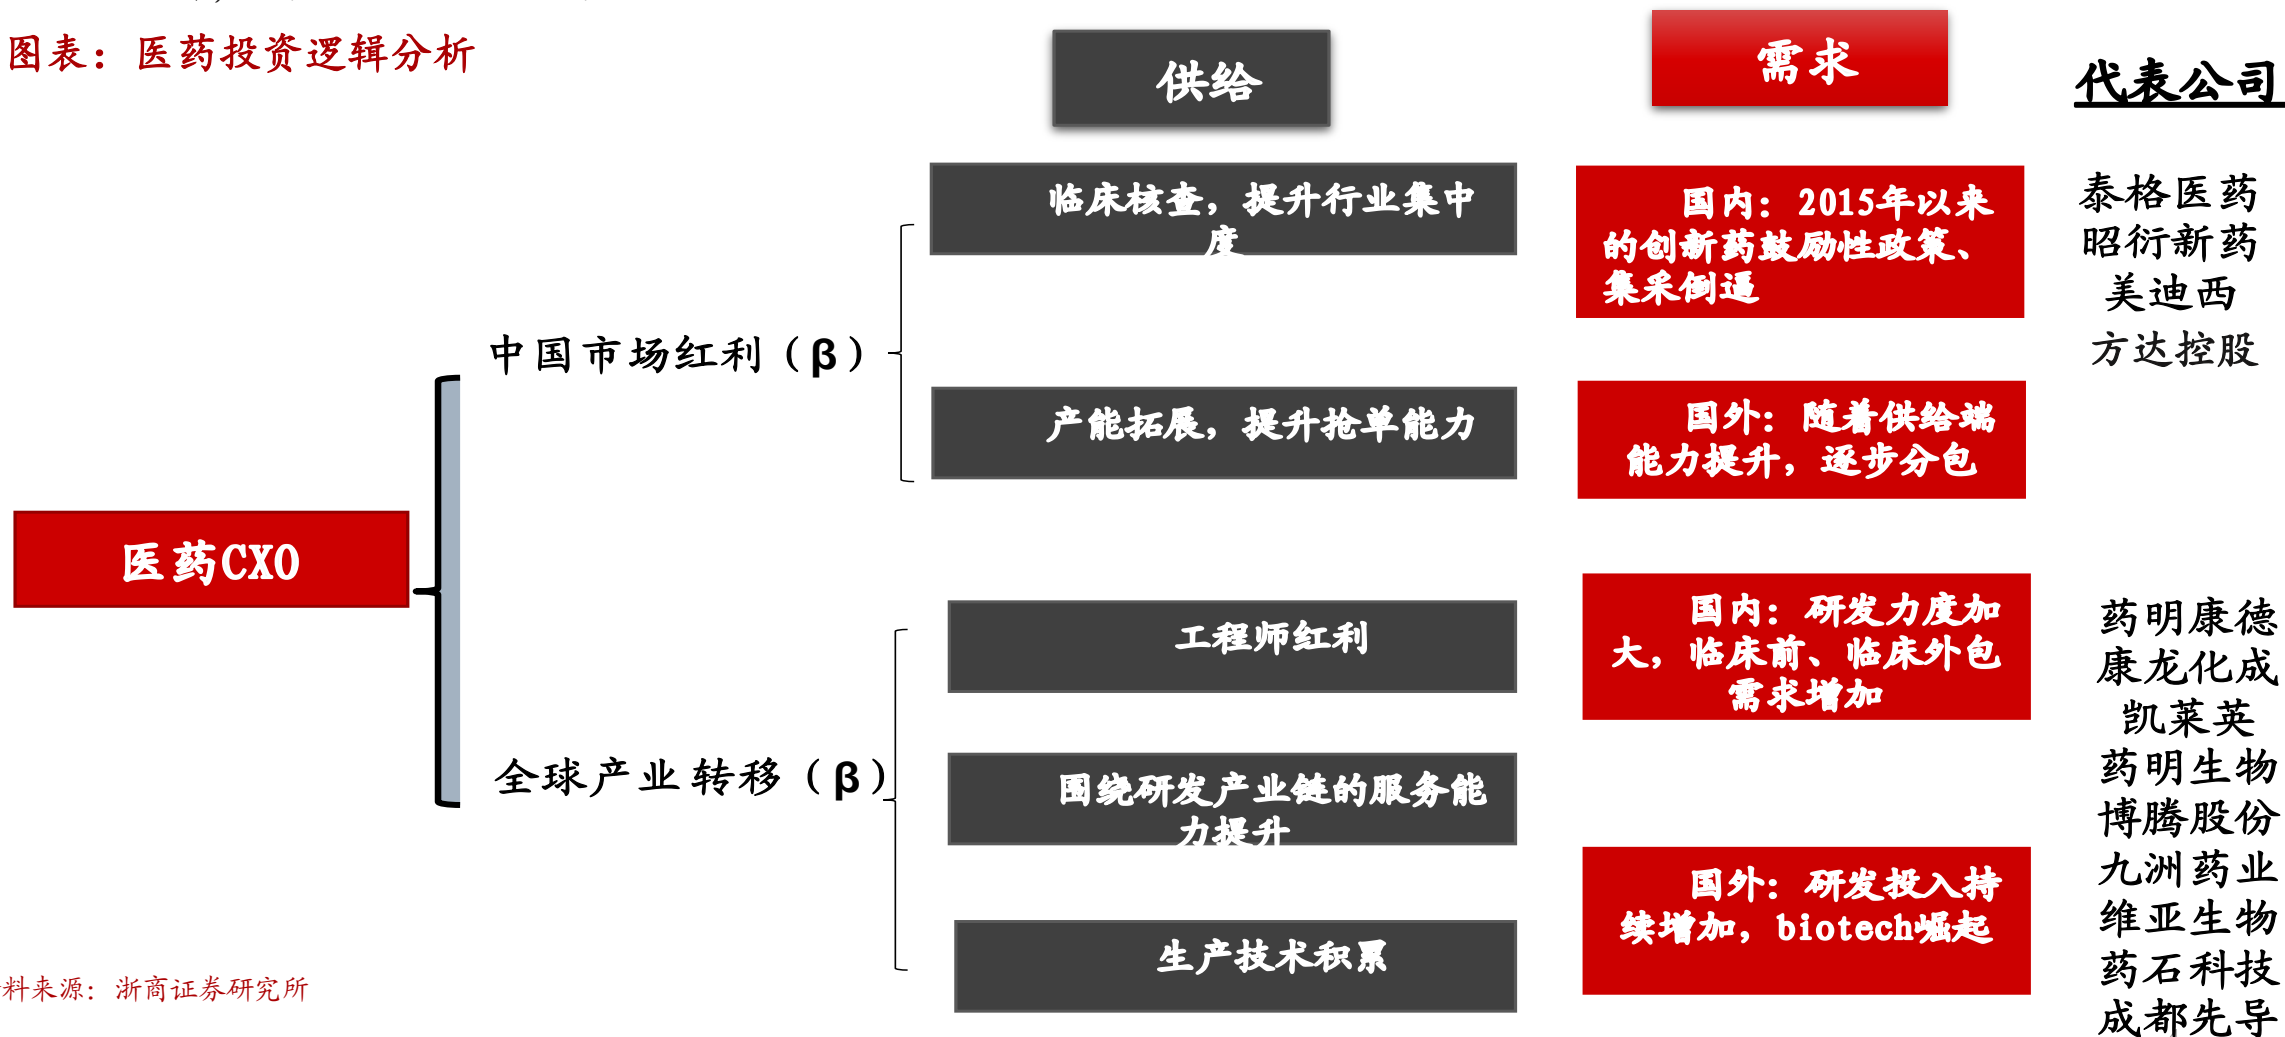 图表：医药投资逻辑分析
供给
需求
代表公司
临床核查，提升行业集中
度
国内：2015年以来
的创新药鼓励性政策、
集采倒逼
泰格医药
昭衍新药
美迪西
方达控股
中国市场红利（β）
产能拓展，提升抢单能力
国外：随着供给端
能力提升，逐步分包
医药CXO
工程师红利
国内：研发力度加
大，临床前、临床外包
需求增加
全球产业转移（β）
围绕研发产业链的服务能
力提升
生产技术积累
国外：研发投入持
续增加，biotech崛起
药明康德
康龙化成
凯莱英
药明生物
博腾股份
九洲药业
维亚生物
药石科技
成都先导
料来源：浙商证券研究所